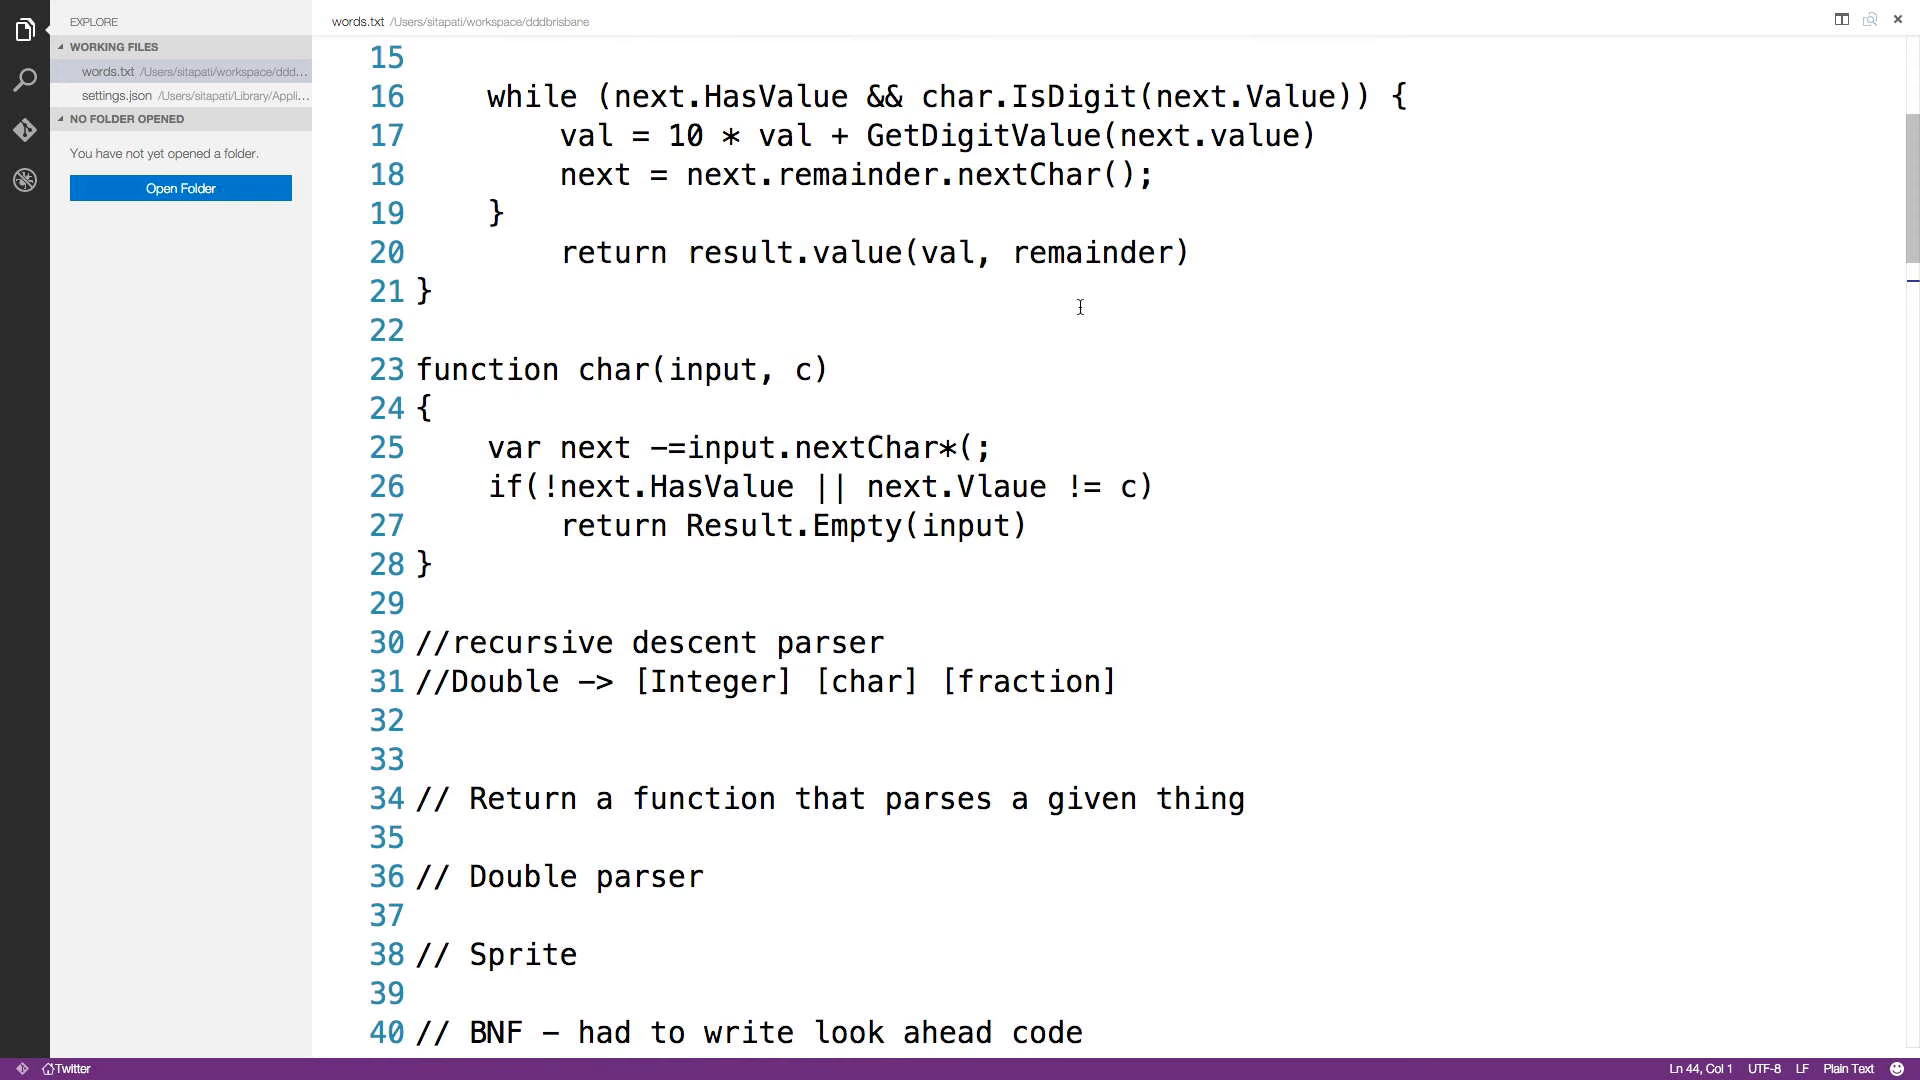 EXPLORE
WORKING FILES
words.txt /Users/sitapati/workspace/ddd...
settings.json /Users/sitapati/Library/Appli...
NO FOLDER OPENED
You have not yet opened a folder.
Open Folder
words.txt /Users/sitapati/workspace/dddbrisbane
15
16 while (next.HasValue && char.IsDigit(next.Value)) {
17 val = 10 * val + GetDigitValue(next.value)
18 next = next.remainder.nextChar();
19 }
20 return result.value(val, remainder)
21 }
22
23 function char(input, c)
24 {
25 var next -=input.nextChar*(;
26 if(!next.HasValue || next.Vlaue != c)
27 return Result.Empty(input)
28 }
29
30 //recursive descent parser
31 //Double -> [Integer] [char] [fraction]
32
33
34 // Return a function that parses a given thing
35
36 // Double parser
37
38 // Sprite
39
40 // BNF - had to write look ahead code
Twitter
Ln 44, Col 1 UTF-8 LF Plain Text